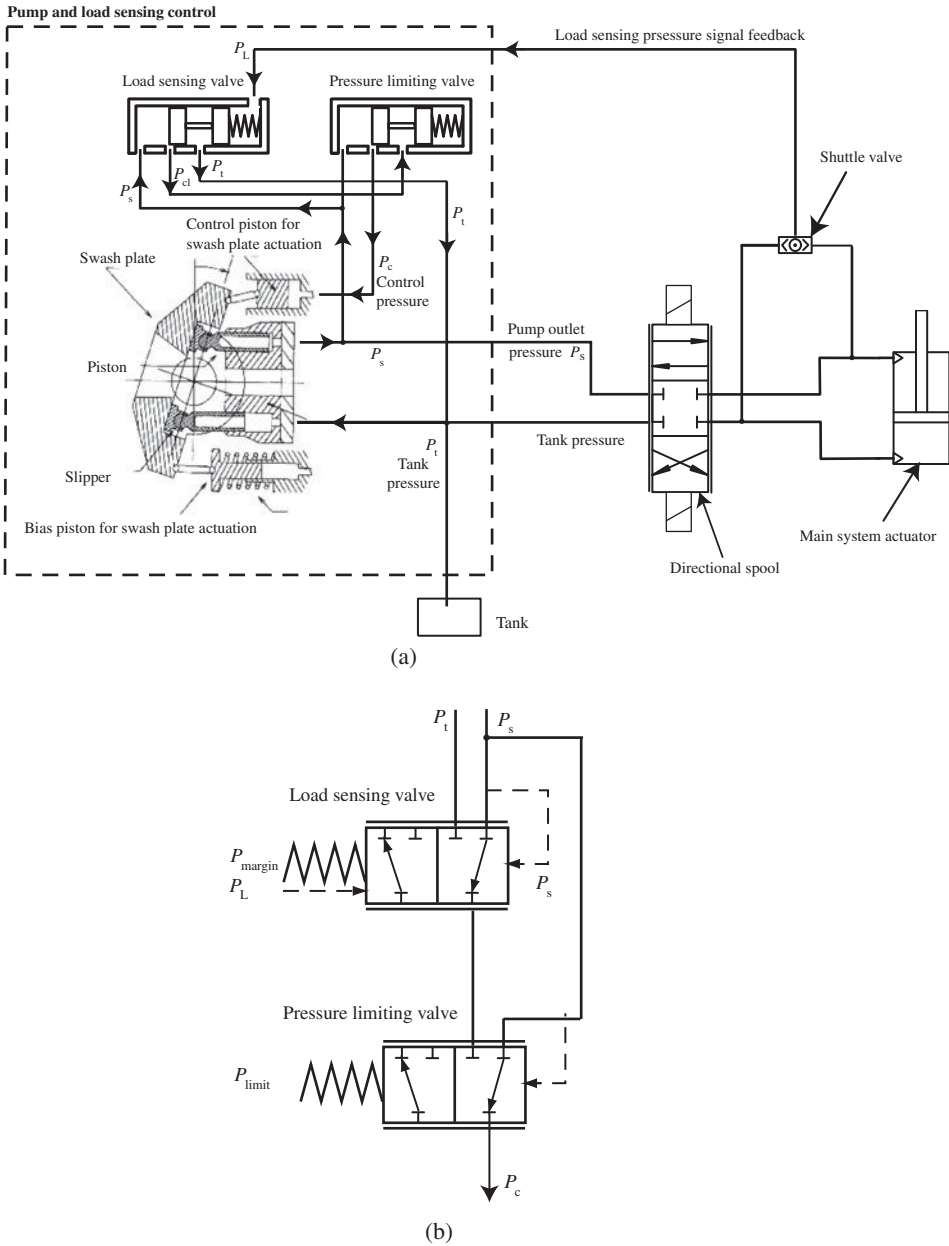 Pump and load sensing control
P_L
Load sensing prsessure signal feedback
Load sensing valve
Pressure limiting valve
Shuttle valve
P_s
P_cl
P_t
P_t
Control piston for
swash plate actuation
Swash plate
P_c
Control
pressure
Pump outlet
pressure P_s
P_s
Piston
Tank pressure
P_t
Tank
pressure
Slipper
Bias piston for swash plate actuation
Main system actuator
Directional spool
Tank
(a)
P_t
P_s
Load sensing valve
P_margin
P_L
P_s
Pressure limiting valve
P_limit
P_c
(b)